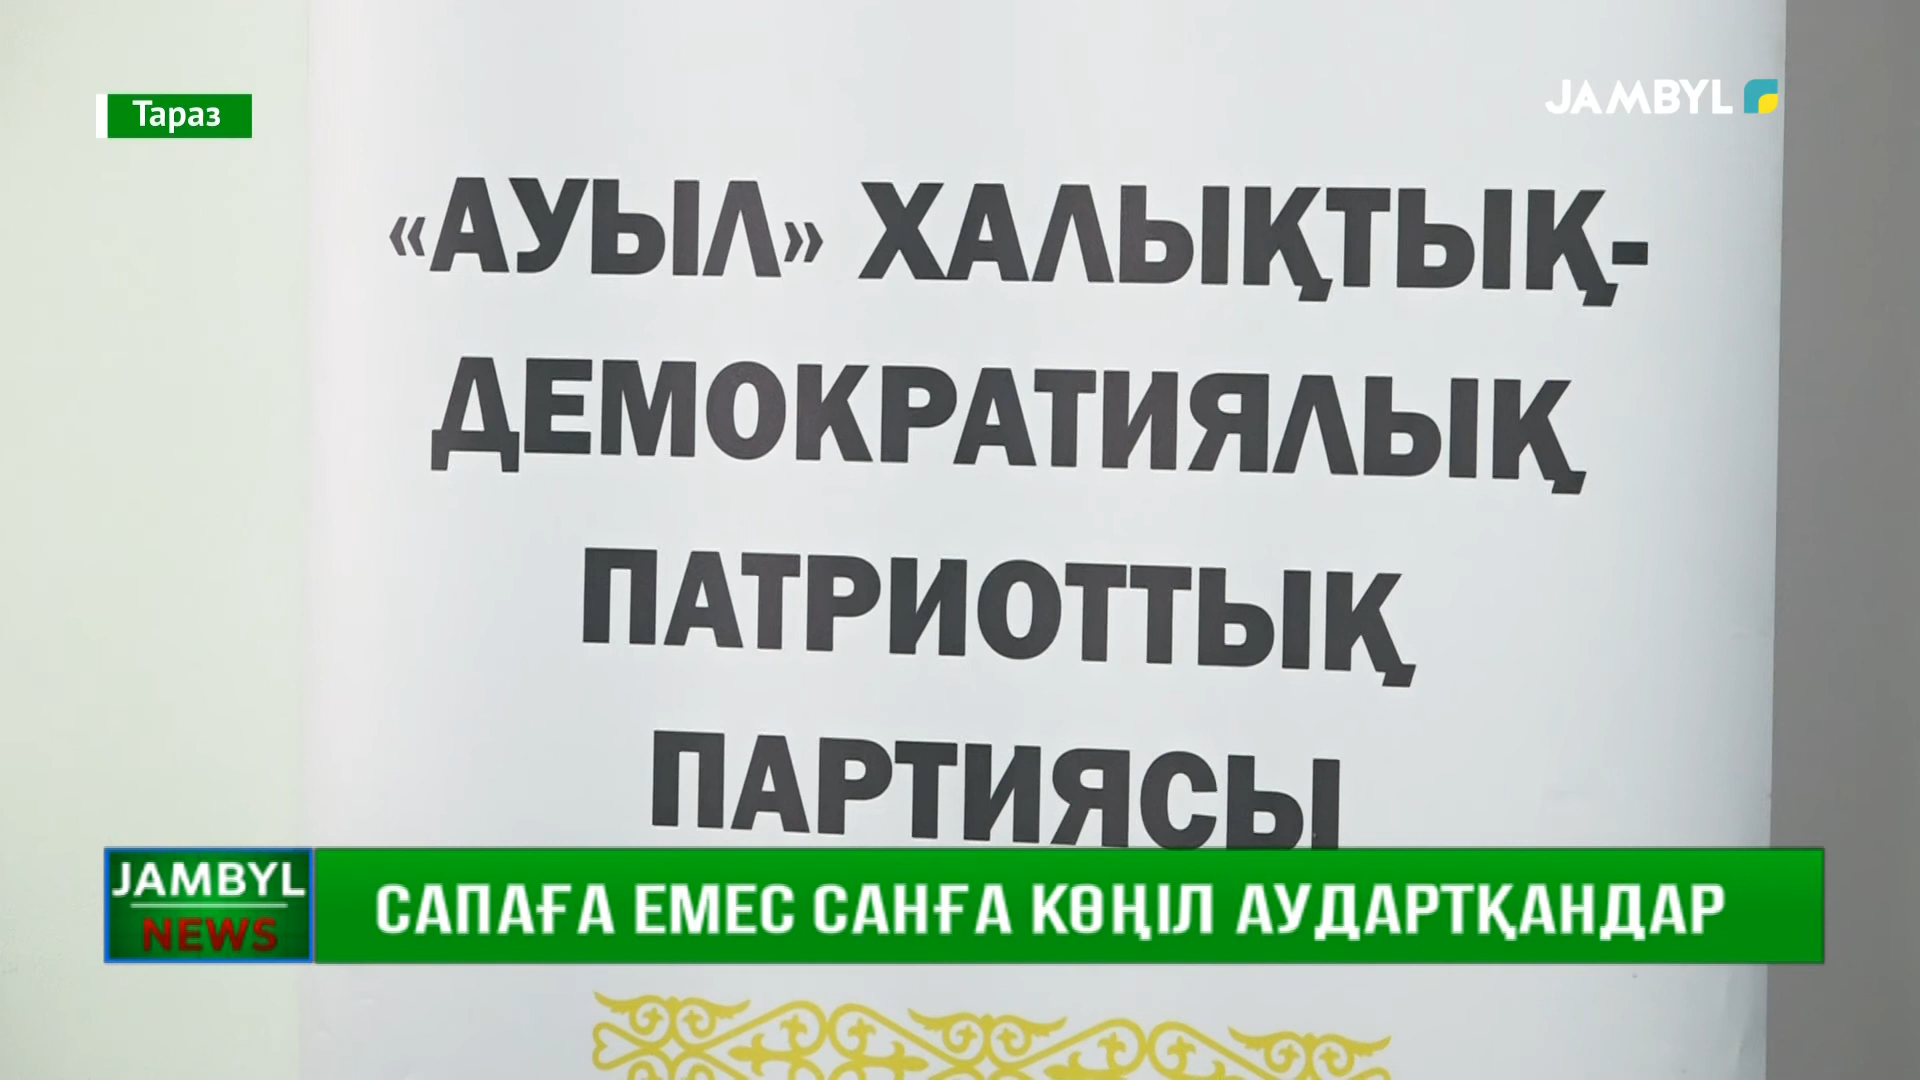 Тараз
JAMBYL
«АУЫЛ» ХАЛЫҚТЫҚ-
ДЕМОКРАТИЯЛЫҚ
ПАТРИОТТЫҚ
ПАРТИЯСЫ
JAMBYL
NEWS
САПАҒА ЕМЕС САНҒА КӨҢІЛ АУДАРТҚАНДАР